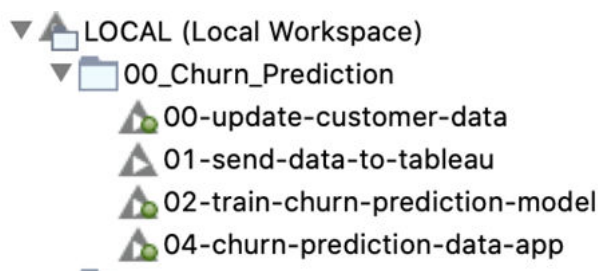 LOCAL (Local Workspace)
00_Churn_Prediction
00-update-customer-data
01-send-data-to-tableau
02-train-churn-prediction-model
04-churn-prediction-data-app